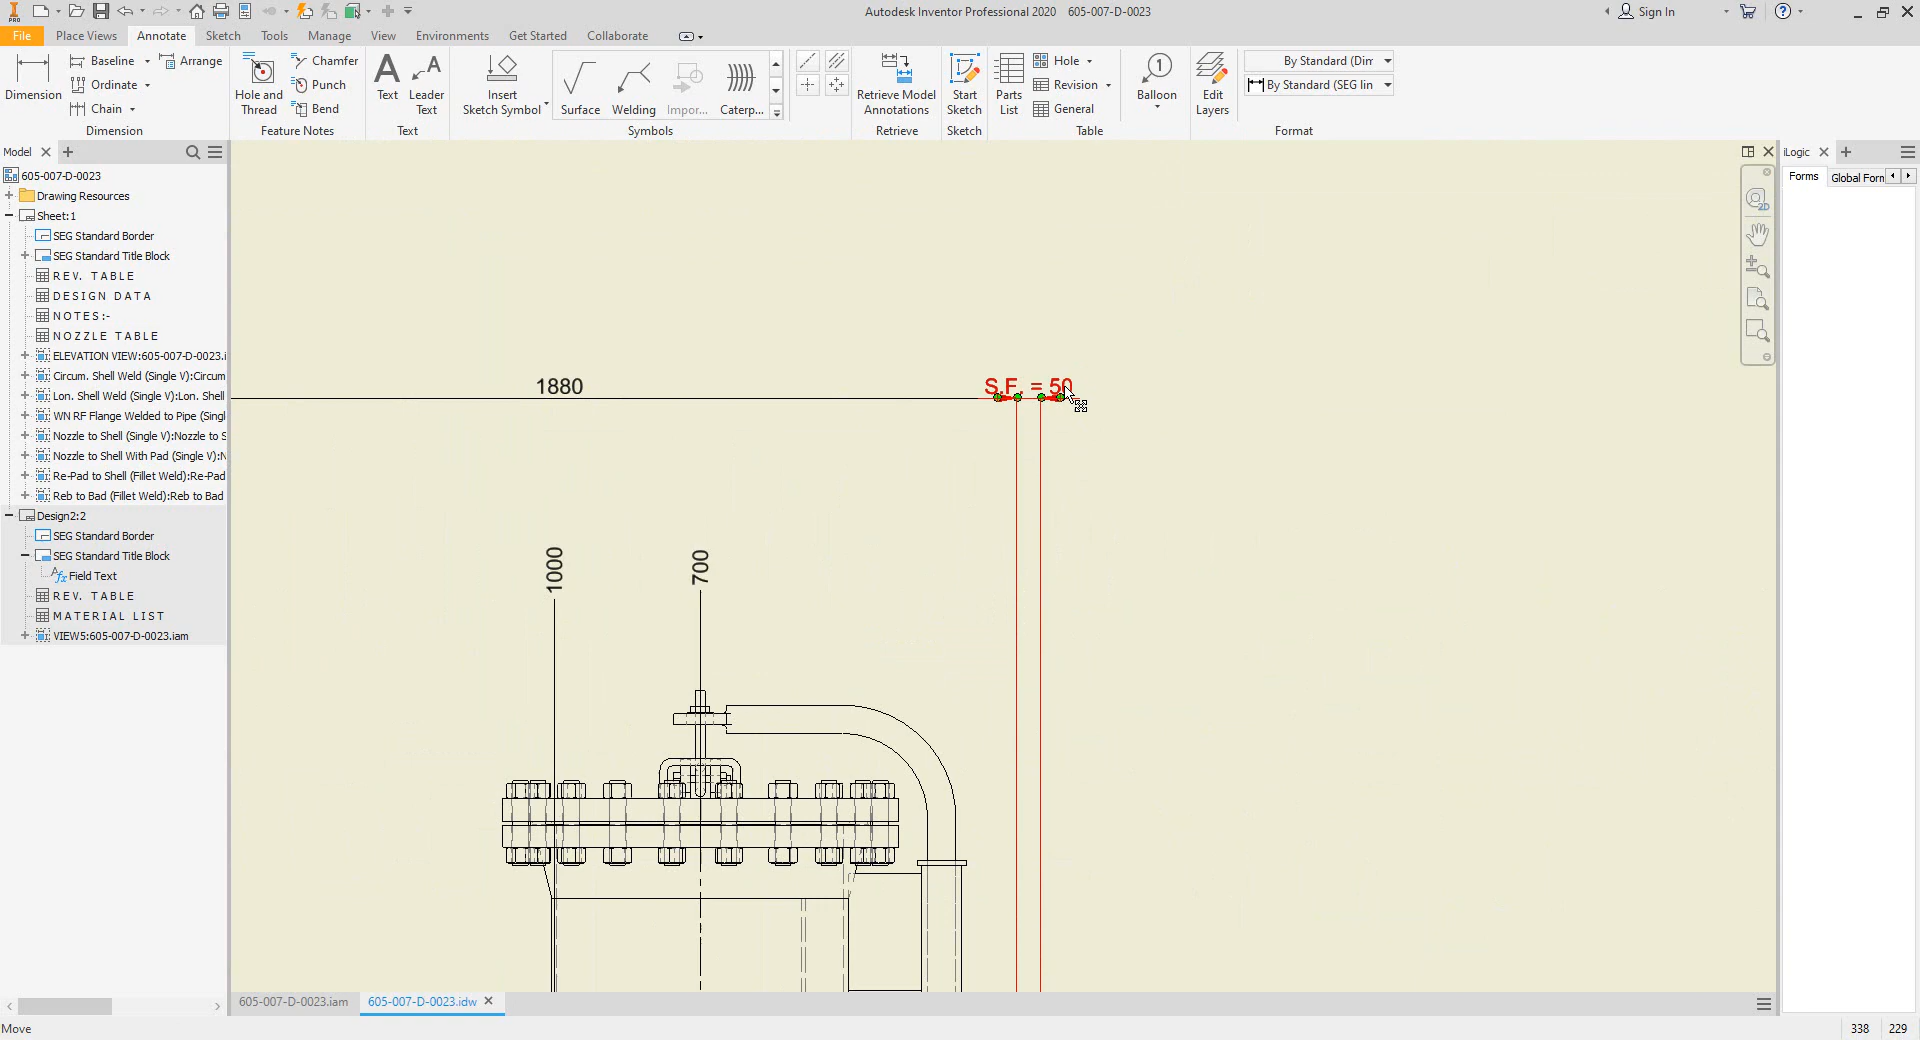 PRO
Autodesk Inventor Professional 2020 605-007-D-0023
Sign In
File Place Views Annotate Sketch Tools Manage View Environments Get Started Collaborate
Dimension
Baseline
Ordinate
Chain
Arrange
Dimension
Hole and Thread
Chamfer
Punch
Bend
Feature Notes
Text
Leader Text
Text
Insert Sketch Symbol
Surface
Welding
Impor...
Caterp...
Symbols
Retrieve Model Annotations
Retrieve
Start Sketch
Sketch
Parts List
Hole
Revision
General
Table
Balloon
Edit Layers
By Standard (Dim
By Standard (SEG lin
Format
Model
605-007-D-0023
Drawing Resources
Sheet:1
SEG Standard Border
SEG Standard Title Block
REV. TABLE
DESIGN DATA
NOTES:-
NOZZLE TABLE
ELEVATION VIEW:605-007-D-0023.i
Circum. Shell Weld (Single V):Circum
Lon. Shell Weld (Single V):Lon. Shell
WN RF Flange Welded to Pipe (Singl
Nozzle to Shell (Single V):Nozzle to S
Nozzle to Shell With Pad (Single V):N
Re-Pad to Shell (Fillet Weld):Re-Pad
Reb to Bad (Fillet Weld):Reb to Bad
Design2:2
SEG Standard Border
SEG Standard Title Block
Field Text
REV. TABLE
MATERIAL LIST
VIEW5:605-007-D-0023.iam
1880
S.F. = 50
1000
700
2D
iLogic
Forms Global Forn
605-007-D-0023.iam 605-007-D-0023.idw
Move
338 229